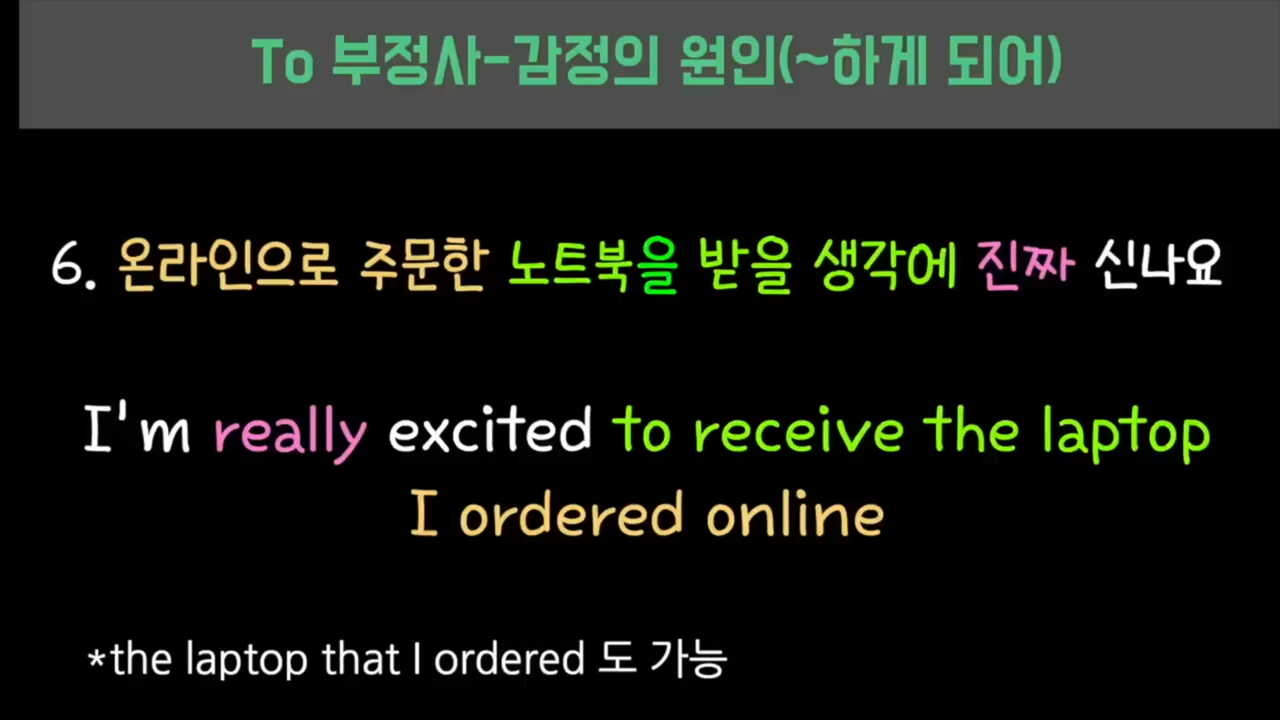 To 부정사-감정의 원인(~하게 되어)
6. 온라인으로 주문한 노트북을 받을 생각에 진짜 신나요
I'm really excited to receive the laptop
I ordered online
*the laptop that I ordered 도 가능